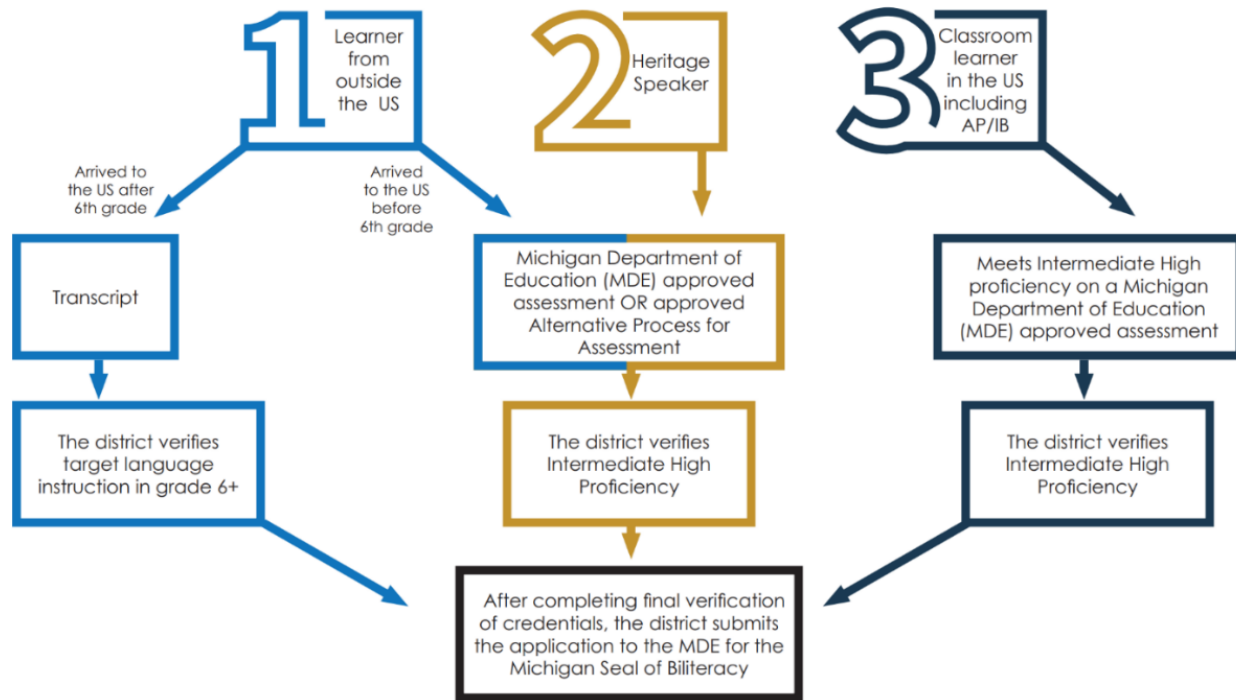 1
Learner
from
outside
the US
2
Heritage
Speaker
3
Classroom
learner
in the US
including
AP/IB
Arrived to
the US after
6th grade
Arrived
to the US
before
6th grade
Transcript
Michigan Department of
Education (MDE) approved
assessment OR approved
Alternative Process for
Assessment
Meets Intermediate High
proficiency on a Michigan
Department of Education
(MDE) approved assessment
The district verifies
target language
instruction in grade 6+
The district verifies
Intermediate High
Proficiency
The district verifies
Intermediate High
Proficiency
After completing final verification
of credentials, the district submits
the application to the MDE for the
Michigan Seal of Biliteracy